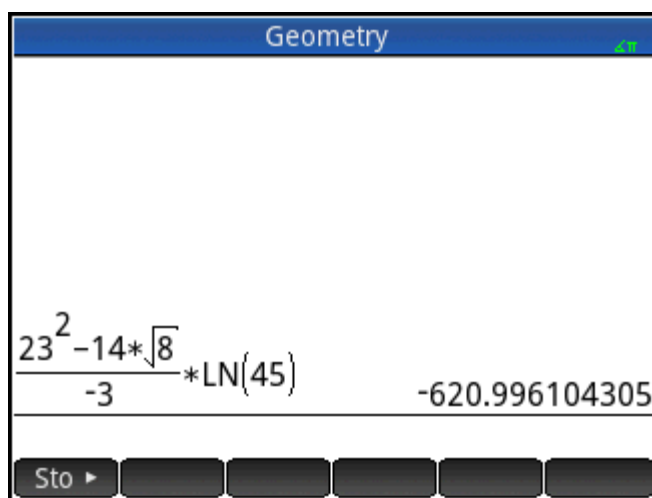 Geometry
∡π
23²-14*√8
-3
*LN(45)
-620.996104305
Sto ►